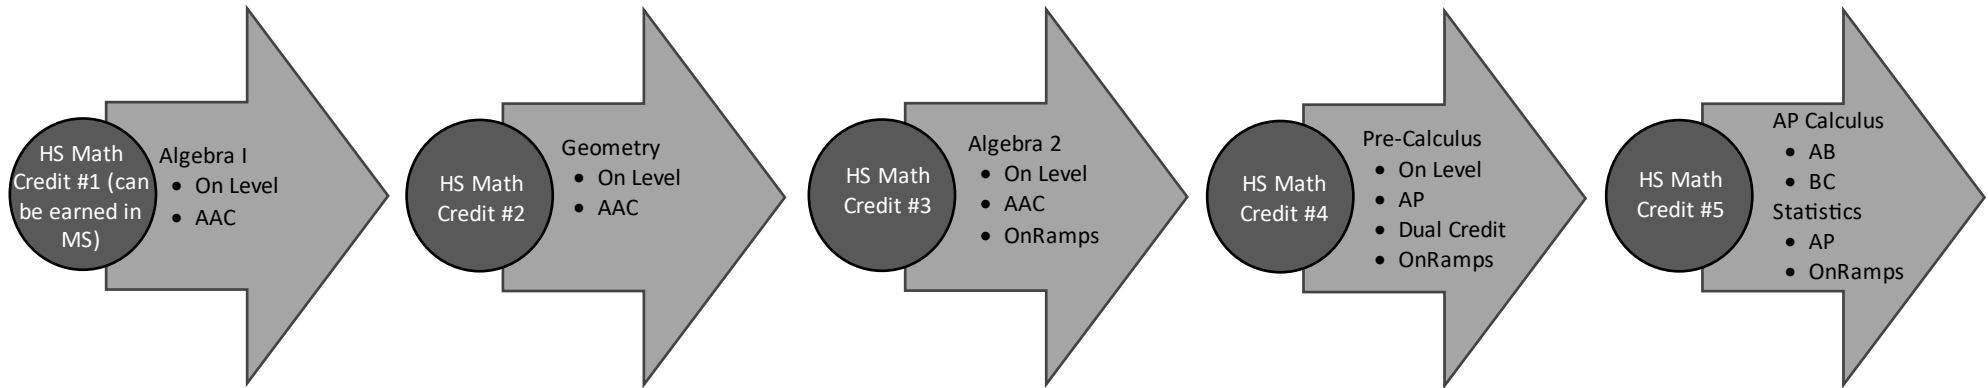 HS Math
Credit #1 (can
be earned in
MS)
Algebra I
• On Level
• AAC
HS Math
Credit #2
Geometry
• On Level
• AAC
HS Math
Credit #3
Algebra 2
• On Level
• AAC
• OnRamps
HS Math
Credit #4
Pre-Calculus
• On Level
• AP
• Dual Credit
• OnRamps
HS Math
Credit #5
AP Calculus
• AB
• BC
Statistics
• AP
• OnRamps